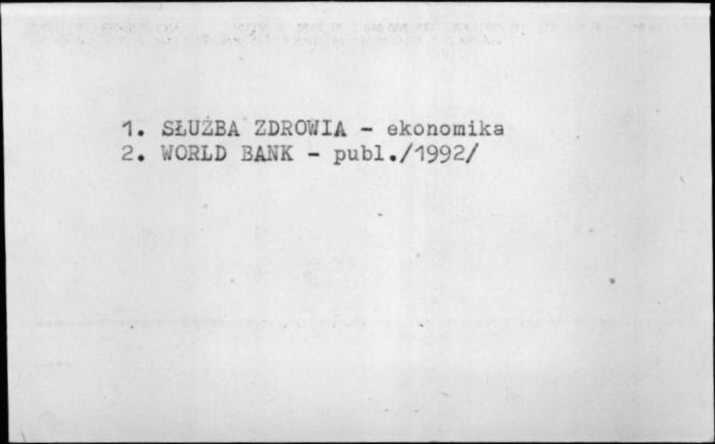 1. SŁUŻBA ZDROWIA - ekonomika
2. WORLD BANK - publ./1992/